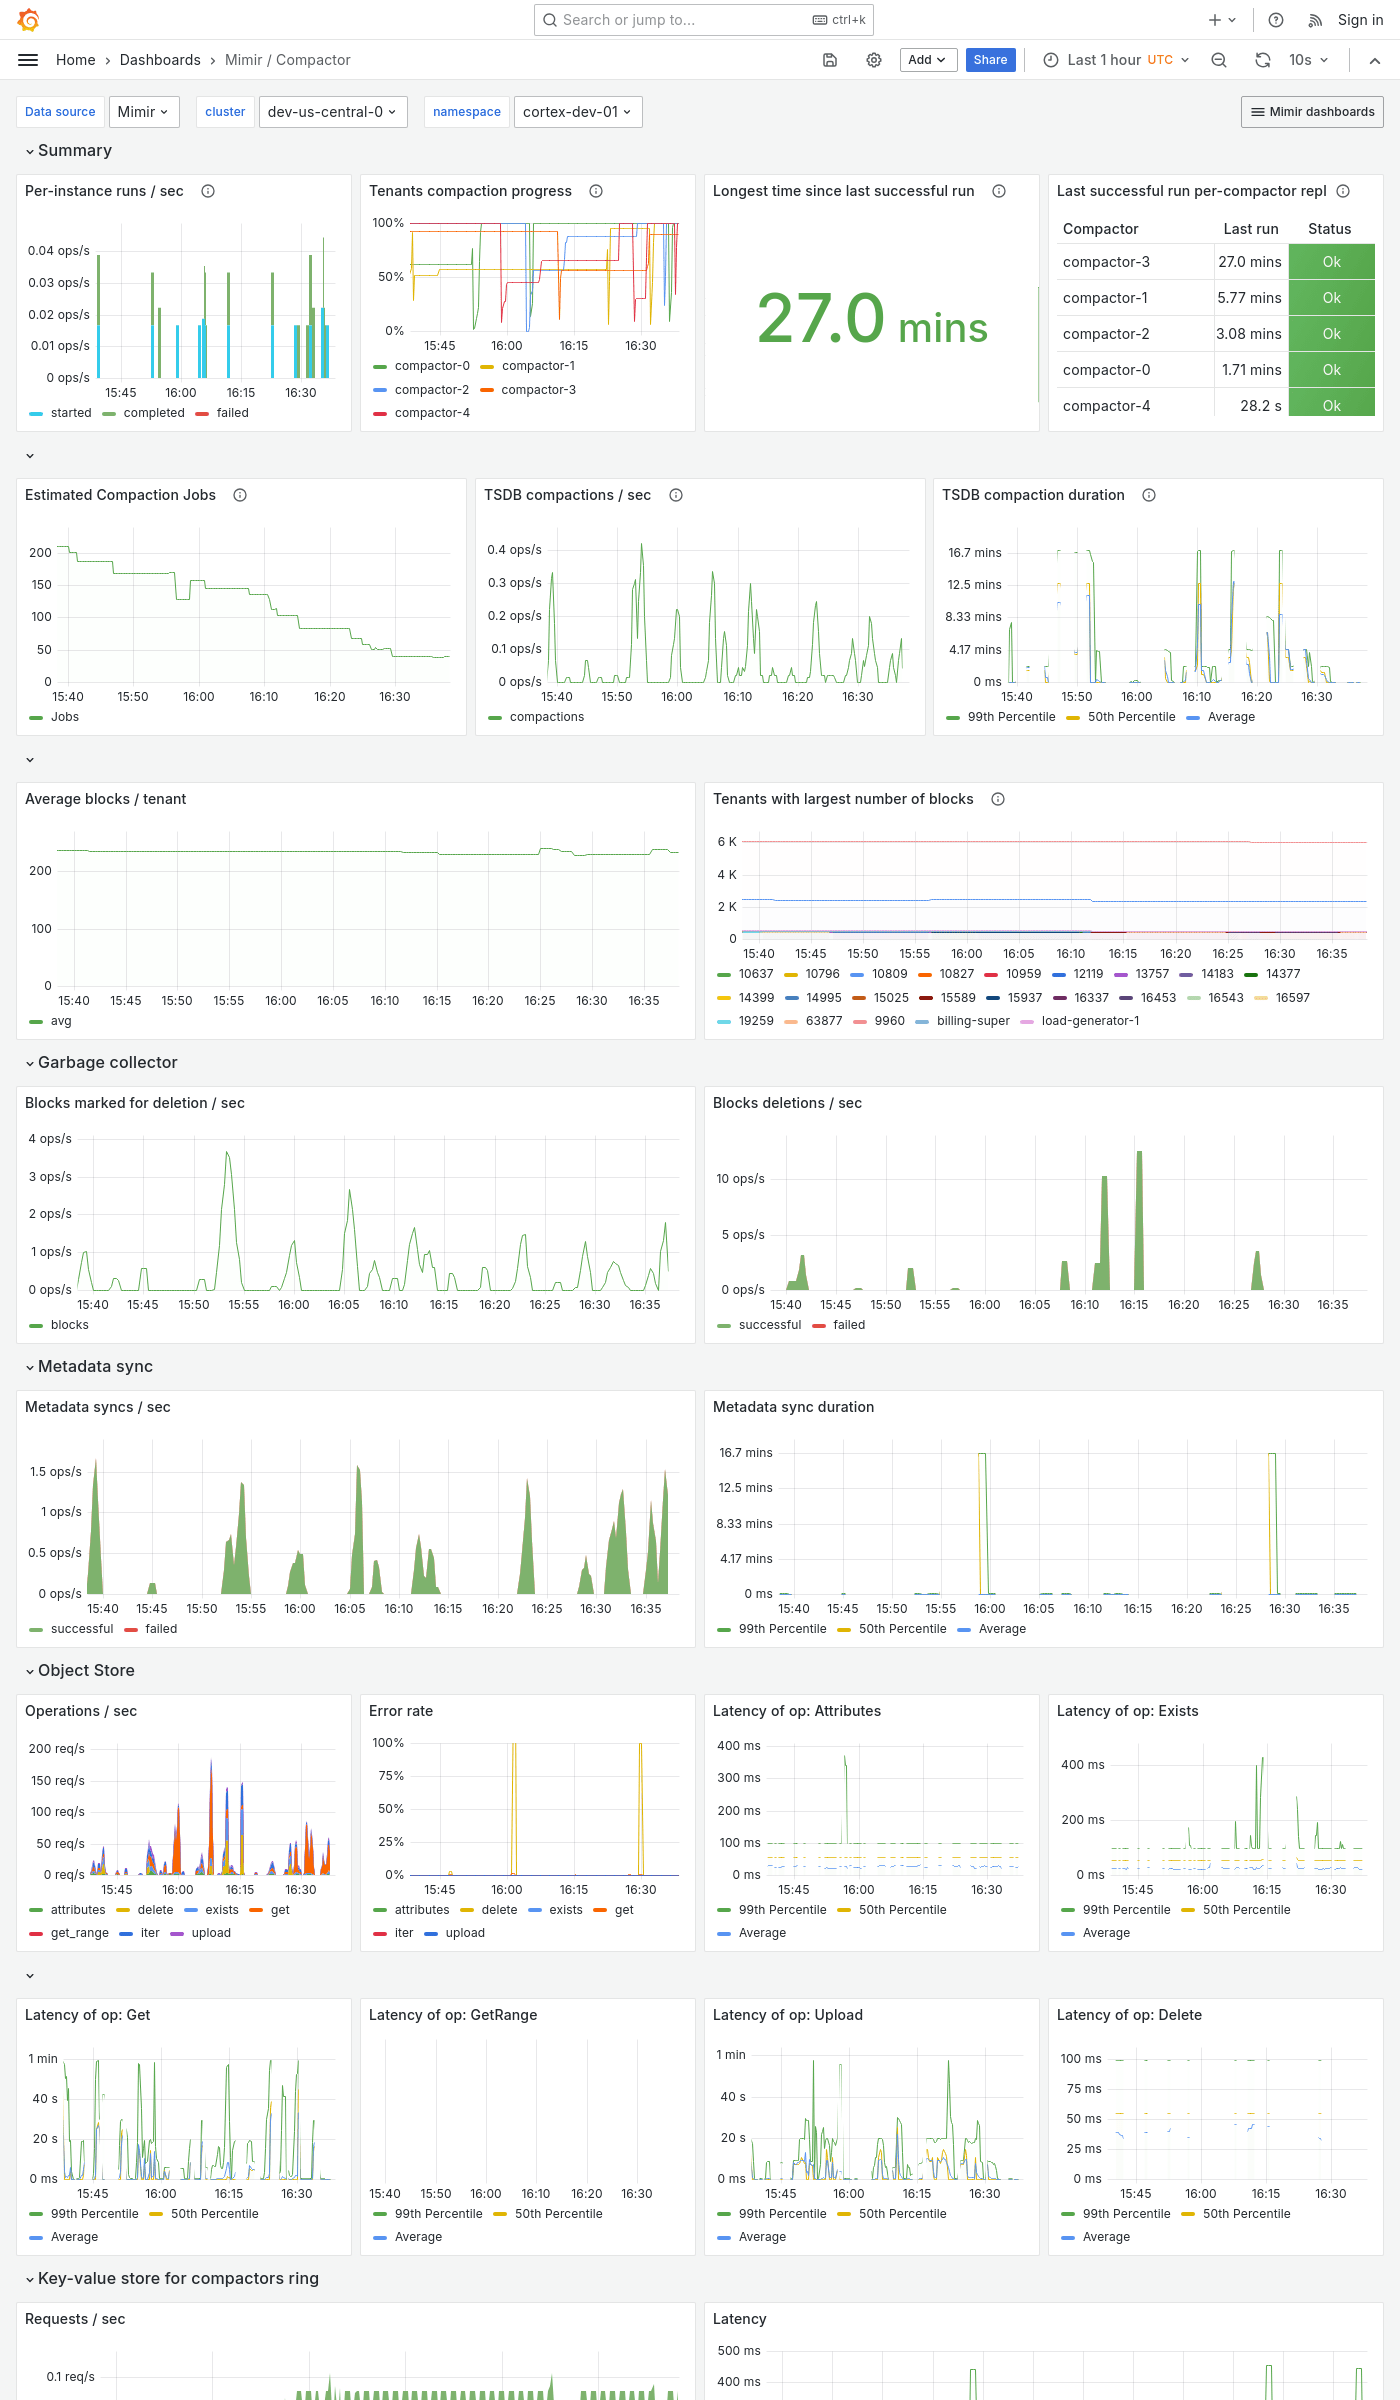 Search or jump to...
ctrl+k
Sign in
Home > Dashboards > Mimir / Compactor
Add
Share
Last 1 hour UTC
10s
Data source
Mimir
cluster
dev-us-central-0
namespace
cortex-dev-01
Mimir dashboards
Summary
Per-instance runs / sec
0.04 ops/s
0.03 ops/s
0.02 ops/s
0.01 ops/s
0 ops/s
15:45 16:00 16:15 16:30
started completed failed
Tenants compaction progress
100%
50%
0%
15:45 16:00 16:15 16:30
compactor-0 compactor-1
compactor-2 compactor-3
compactor-4
Longest time since last successful run
27.0 mins
Last successful run per-compactor repl
Compactor Last run Status
compactor-3 27.0 mins Ok
compactor-1 5.77 mins Ok
compactor-2 3.08 mins Ok
compactor-0 1.71 mins Ok
compactor-4 28.2 s Ok
Estimated Compaction Jobs
200
150
100
50
0
15:40 15:50 16:00 16:10 16:20 16:30
Jobs
TSDB compactions / sec
0.4 ops/s
0.3 ops/s
0.2 ops/s
0.1 ops/s
0 ops/s
15:40 15:50 16:00 16:10 16:20 16:30
compactions
TSDB compaction duration
16.7 mins
12.5 mins
8.33 mins
4.17 mins
0 ms
15:40 15:50 16:00 16:10 16:20 16:30
99th Percentile 50th Percentile Average
Average blocks / tenant
200
100
0
15:40 15:45 15:50 15:55 16:00 16:05 16:10 16:15 16:20 16:25 16:30 16:35
avg
Tenants with largest number of blocks
6 K
4 K
2 K
0
15:40 15:45 15:50 15:55 16:00 16:05 16:10 16:15 16:20 16:25 16:30 16:35
10637 10796 10809 10827 10959 12119 13757 14183 14377
14399 14995 15025 15589 15937 16337 16453 16543 16597
19259 63877 9960 billing-super load-generator-1
Garbage collector
Blocks marked for deletion / sec
4 ops/s
3 ops/s
2 ops/s
1 ops/s
0 ops/s
15:40 15:45 15:50 15:55 16:00 16:05 16:10 16:15 16:20 16:25 16:30 16:35
blocks
Blocks deletions / sec
10 ops/s
5 ops/s
0 ops/s
15:40 15:45 15:50 15:55 16:00 16:05 16:10 16:15 16:20 16:25 16:30 16:35
successful failed
Metadata sync
Metadata syncs / sec
1.5 ops/s
1 ops/s
0.5 ops/s
0 ops/s
15:40 15:45 15:50 15:55 16:00 16:05 16:10 16:15 16:20 16:25 16:30 16:35
successful failed
Metadata sync duration
16.7 mins
12.5 mins
8.33 mins
4.17 mins
0 ms
15:40 15:45 15:50 15:55 16:00 16:05 16:10 16:15 16:20 16:25 16:30 16:35
99th Percentile 50th Percentile Average
Object Store
Operations / sec
200 req/s
150 req/s
100 req/s
50 req/s
0 req/s
15:45 16:00 16:15 16:30
attributes delete exists get
get_range iter upload
Error rate
100%
75%
50%
25%
0%
15:45 16:00 16:15 16:30
attributes delete exists get
iter upload
Latency of op: Attributes
400 ms
300 ms
200 ms
100 ms
0 ms
15:45 16:00 16:15 16:30
99th Percentile 50th Percentile
Average
Latency of op: Exists
400 ms
200 ms
0 ms
15:45 16:00 16:15 16:30
99th Percentile 50th Percentile
Average
Latency of op: Get
1 min
40 s
20 s
0 ms
15:45 16:00 16:15 16:30
99th Percentile 50th Percentile
Average
Latency of op: GetRange
15:40 15:50 16:00 16:10 16:20 16:30
99th Percentile 50th Percentile
Average
Latency of op: Upload
1 min
40 s
20 s
0 ms
15:45 16:00 16:15 16:30
99th Percentile 50th Percentile
Average
Latency of op: Delete
100 ms
75 ms
50 ms
25 ms
0 ms
15:45 16:00 16:15 16:30
99th Percentile 50th Percentile
Average
Key-value store for compactors ring
Requests / sec
0.1 req/s
Latency
500 ms
400 ms